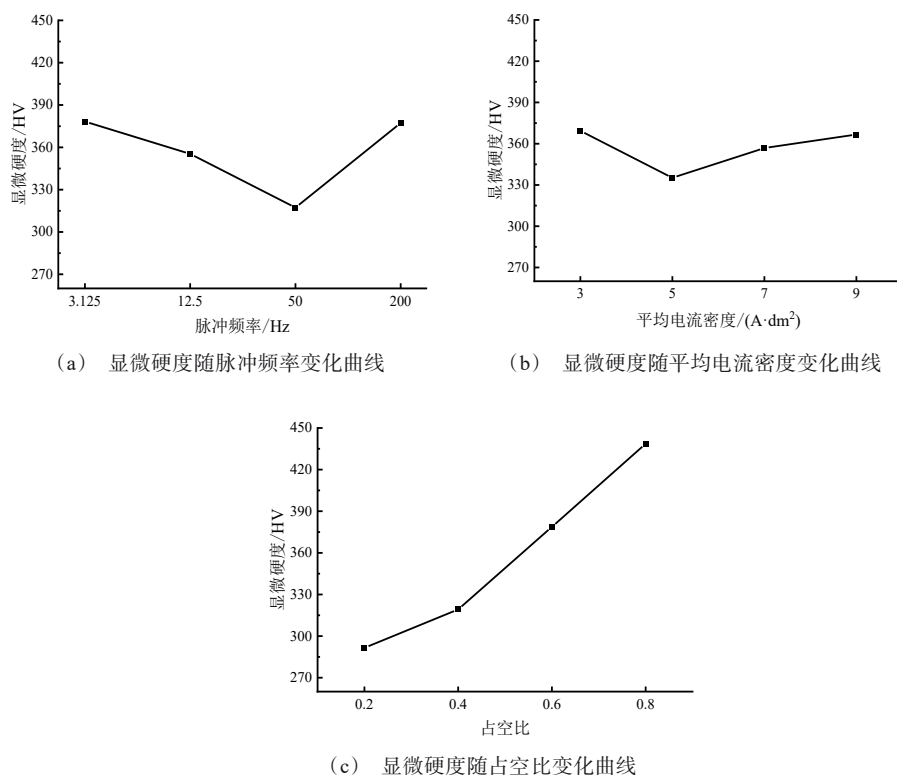 450
420
390
360
330
300
270
显微硬度/HV
3.125 12.5 50 200
脉冲频率/Hz
(a) 显微硬度随脉冲频率变化曲线
450
420
390
360
330
300
270
显微硬度/HV
3 5 7 9
平均电流密度/(A·dm²)
(b) 显微硬度随平均电流密度变化曲线
450
420
390
360
330
300
270
显微硬度/HV
0.2 0.4 0.6 0.8
占空比
(c) 显微硬度随占空比变化曲线